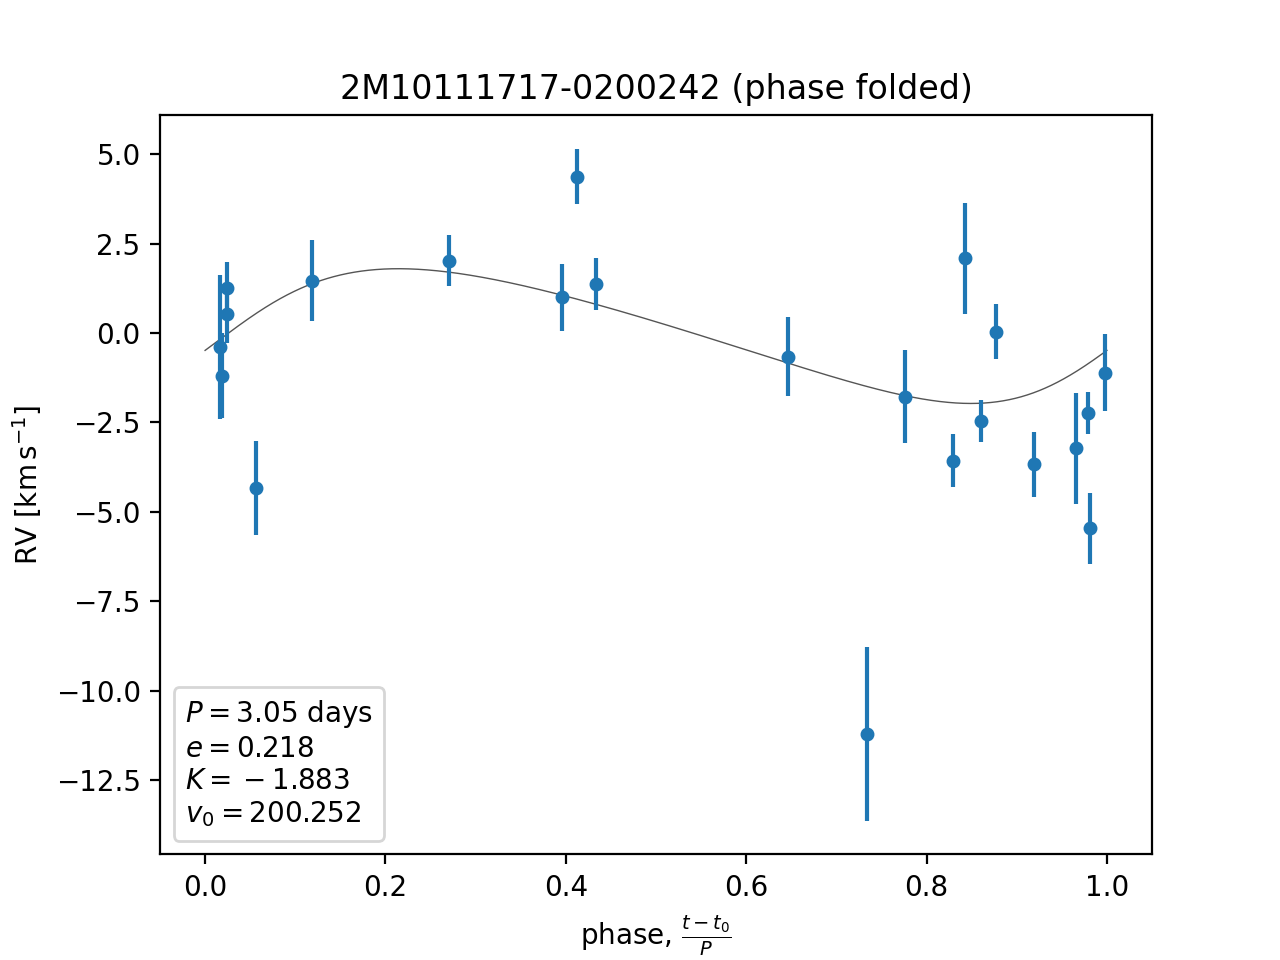 2M10111717-0200242 (phase folded)
RV [km s⁻¹]
5.0
2.5
0.0
−2.5
−5.0
−7.5
−10.0
−12.5
P = 3.05 days
e = 0.218
K = −1.883
v₀ = 200.252
0.0 0.2 0.4 0.6 0.8 1.0
phase, (t − t₀)/P